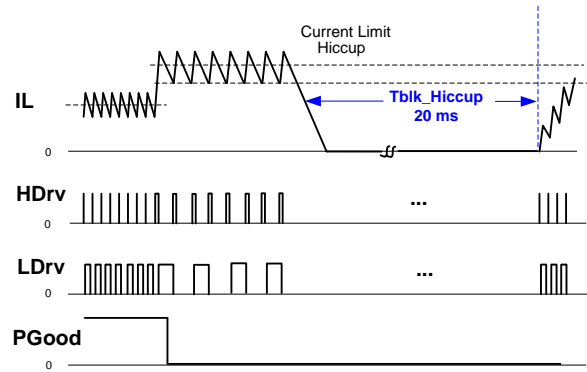 Current Limit
Hiccup
IL
Tblk_Hiccup
20 ms
0
HDrv
...
0
LDrv
...
0
PGood
0